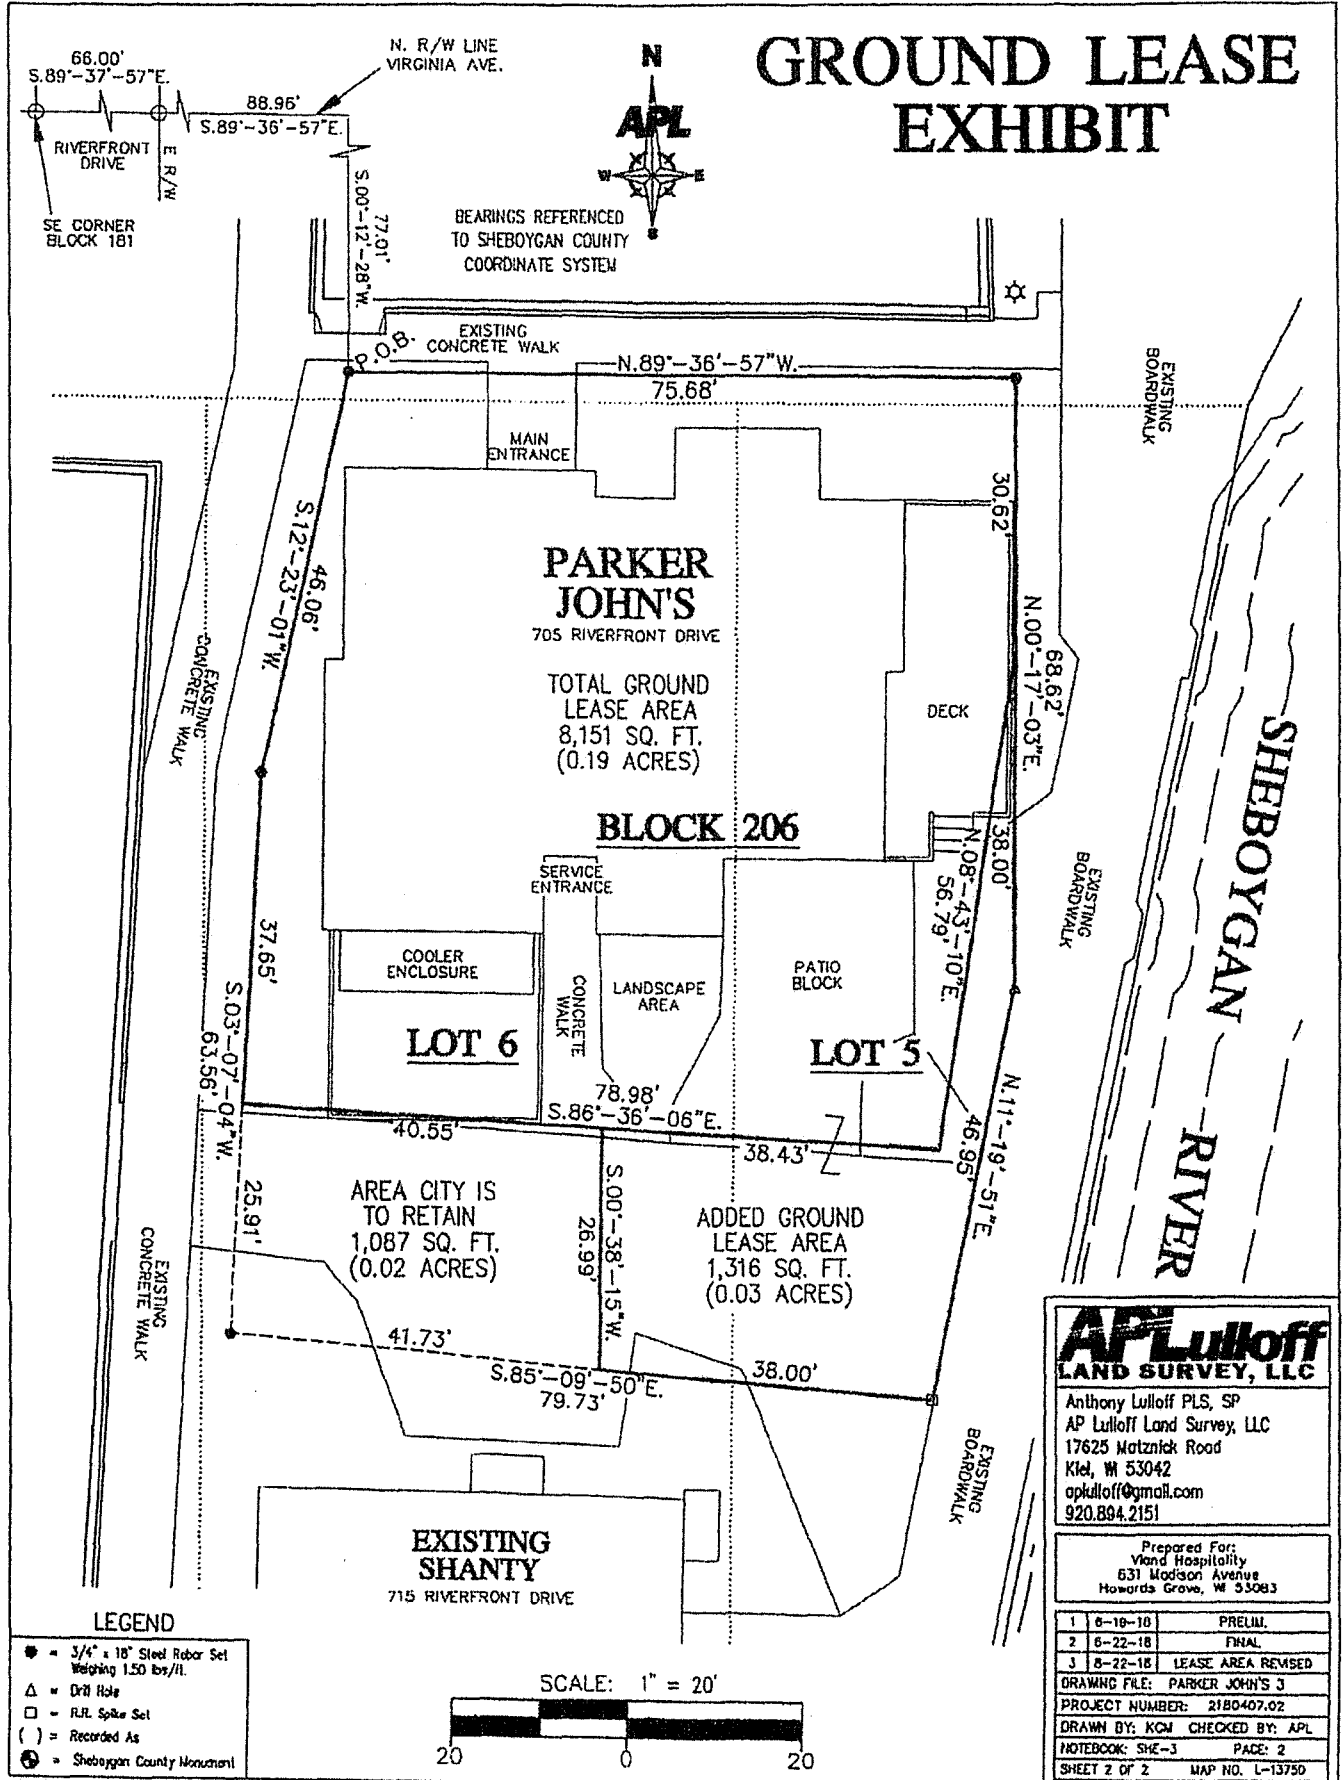 GROUND LEASE
EXHIBIT
N. R/W LINE
VIRGINIA AVE.
66.00'
S.89°-37'-57"E.
88.96'
S.89°-36'-57"E.
RIVERFRONT
DRIVE
E R/W
SE CORNER
BLOCK 181
77.01'
S.00°-12'-28"W.
N
APL
W
E
S
BEARINGS REFERENCED
TO SHEBOYGAN COUNTY
COORDINATE SYSTEM
P.O.B.
EXISTING
CONCRETE WALK
N.89°-36'-57"W.
75.68'
EXISTING
BOARDWALK
MAIN
ENTRANCE
30.62'
46.06'
S.12°-23'-01"W.
PARKER
JOHN'S
705 RIVERFRONT DRIVE
TOTAL GROUND
LEASE AREA
8,151 SQ. FT.
(0.19 ACRES)
68.62'
N.00°-17'-03"E.
EXISTING
CONCRETE WALK
DECK
SHEBOYGAN
RIVER
BLOCK 206
38.00'
N.08°-43'-10"E.
56.79'
EXISTING
BOARDWALK
SERVICE
ENTRANCE
37.65'
COOLER
ENCLOSURE
CONCRETE
WALK
LANDSCAPE
AREA
PATIO
BLOCK
LOT 6
LOT 5
S.03°-07'-04"W.
63.56'
78.98'
S.86°-36'-06"E.
40.55'
38.43'
46.95'
N.11°-19'-51"E.
25.91'
AREA CITY IS
TO RETAIN
1,087 SQ. FT.
(0.02 ACRES)
S.00°-38'-15"W.
26.99'
ADDED GROUND
LEASE AREA
1,316 SQ. FT.
(0.03 ACRES)
EXISTING
CONCRETE WALK
41.73'
S.85°-09'-50"E.
79.73'
38.00'
EXISTING
BOARDWALK
EXISTING
SHANTY
715 RIVERFRONT DRIVE
APLulloff
LAND SURVEY, LLC
Anthony Lulloff PLS, SP
AP Lulloff Land Survey, LLC
17625 Matznick Road
Kiel, WI 53042
aplulloff@gmail.com
920.894.2151
Prepared For:
Vland Hospitality
631 Madison Avenue
Howards Grove, WI 53083
1 6-19-18 PRELIM.
2 6-22-18 FINAL
3 8-22-18 LEASE AREA REVISED
DRAWING FILE: PARKER JOHN'S 3
PROJECT NUMBER: 2180407.02
DRAWN BY: KCM CHECKED BY: APL
NOTEBOOK: SHE-3 PAGE: 2
SHEET 2 OF 2 MAP NO. L-13750
LEGEND
= 3/4" x 18" Steel Rebar Set
Weighing 1.50 lbs/ft.
= Drill Hole
= R.R. Spike Set
( ) = Recorded As
= Sheboygan County Monument
SCALE: 1" = 20'
20 0 20